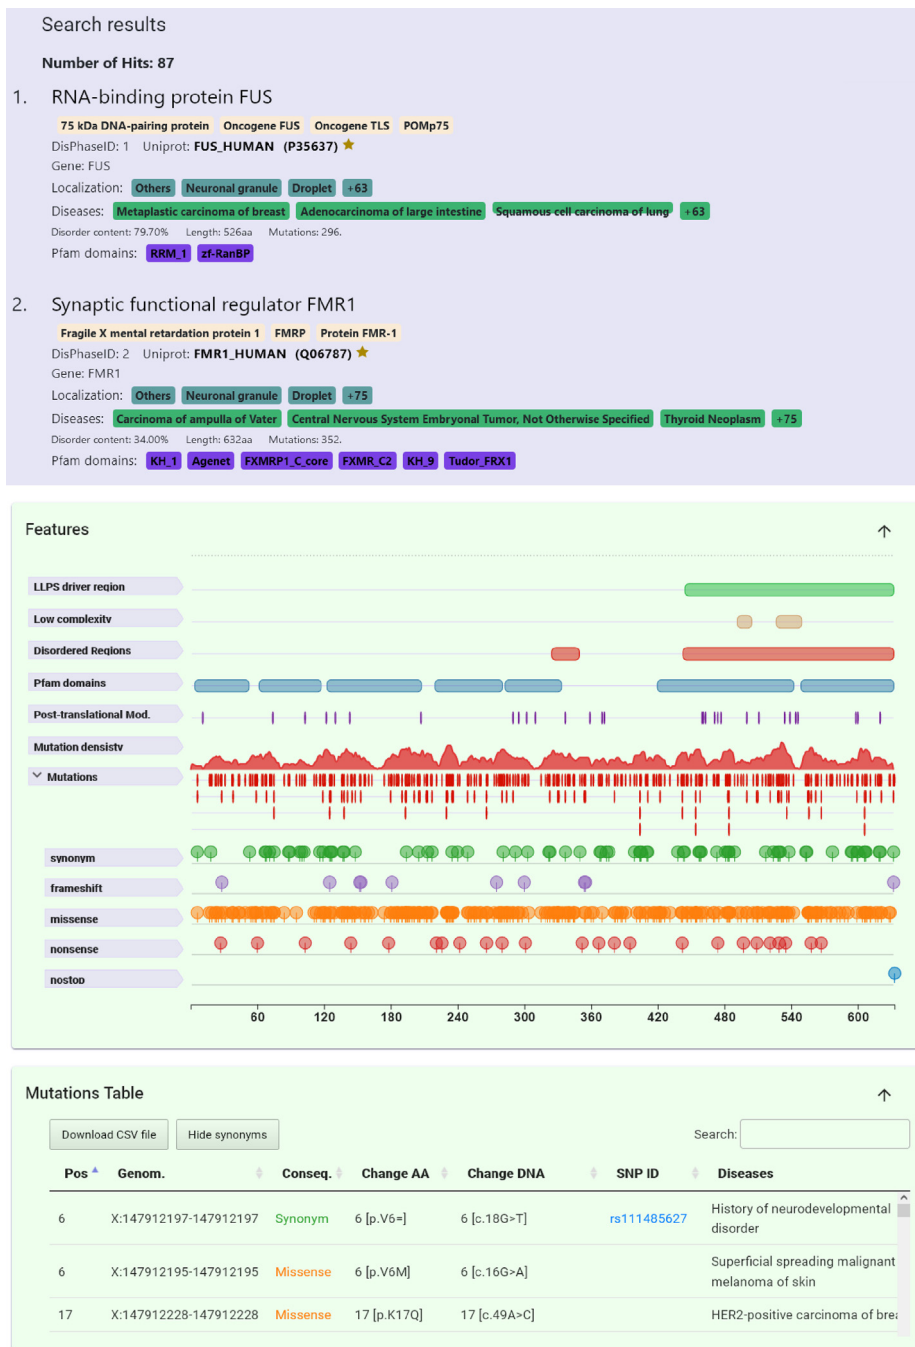 Search results
Number of Hits: 87
1. RNA-binding protein FUS
75 kDa DNA-pairing protein Oncogene FUS Oncogene TLS POMp75
DisPhaseID: 1 Uniprot: FUS_HUMAN (P35637)
Gene: FUS
Localization: Others Neuronal granule Droplet +63
Diseases: Metaplastic carcinoma of breast Adenocarcinoma of large intestine Squamous cell carcinoma of lung +63
Disorder content: 79.70% Length: 526aa Mutations: 296.
Pfam domains: RRM_1 zf-RanBP
2. Synaptic functional regulator FMR1
Fragile X mental retardation protein 1 FMRP Protein FMR-1
DisPhaseID: 2 Uniprot: FMR1_HUMAN (Q06787)
Gene: FMR1
Localization: Others Neuronal granule Droplet +75
Diseases: Carcinoma of ampulla of Vater Central Nervous System Embryonal Tumor, Not Otherwise Specified Thyroid Neoplasm +75
Disorder content: 34.00% Length: 632aa Mutations: 352.
Pfam domains: KH_1 Agenet FXMRP1_C_core FXMR_C2 KH_9 Tudor_FRX1
Features
LLPS driver region
Low complexity
Disordered Regions
Pfam domains
Post-translational Mod.
Mutation densisty
Mutations
synonym
frameshift
missense
nonsense
nostop
60 120 180 240 300 360 420 480 540 600
Mutations Table
Download CSV file Hide synonyms Search:
Pos Genom. Conseq. Change AA Change DNA SNP ID Diseases
6 X:147912197-147912197 Synonym 6 [p.V6=] 6 [c.18G>T] rs111485627 History of neurodevelopmental
disorder
6 X:147912195-147912195 Missense 6 [p.V6M] 6 [c.16G>A] Superficial spreading malignant
melanoma of skin
17 X:147912228-147912228 Missense 17 [p.K17Q] 17 [c.49A>C] HER2-positive carcinoma of brea